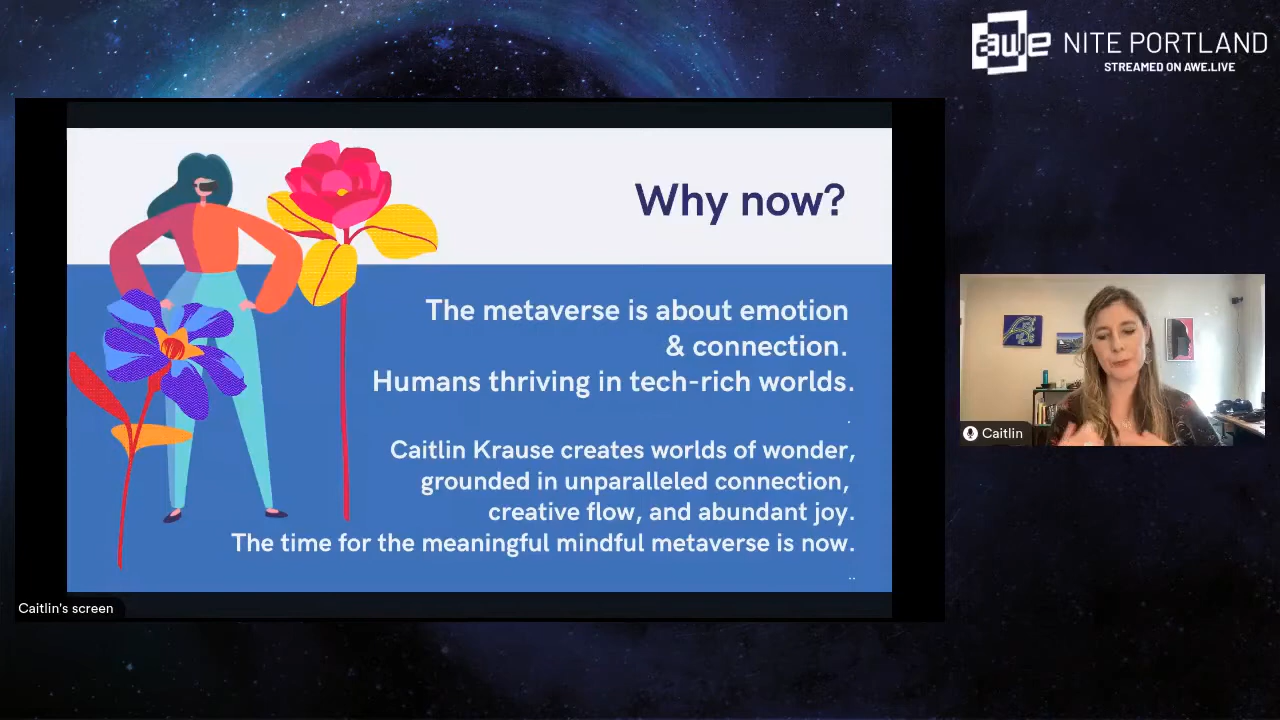 awe NITE PORTLAND
STREAMED ON AWE.LIVE
Why now?
The metaverse is about emotion
& connection.
Humans thriving in tech-rich worlds.
.
Caitlin Krause creates worlds of wonder,
grounded in unparalleled connection,
creative flow, and abundant joy.
The time for the meaningful mindful metaverse is now.
..
Caitlin's screen
Caitlin